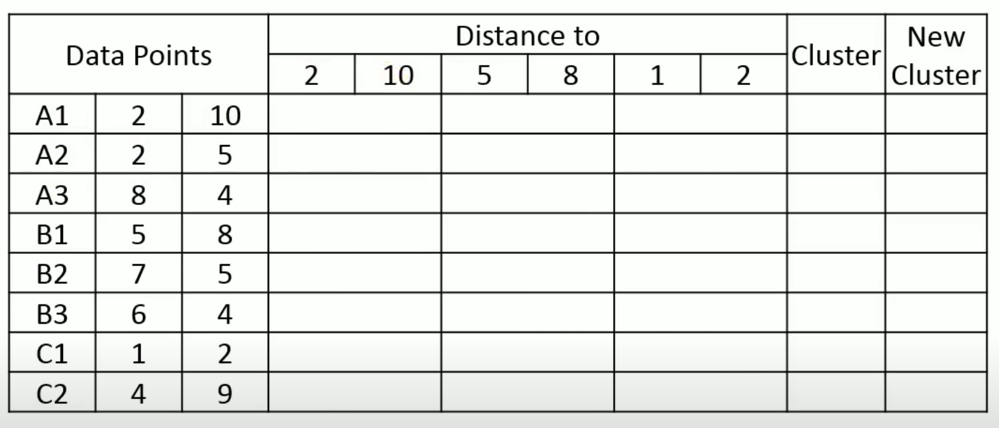 Data Points Distance to Cluster New Cluster
2 10 5 8 1 2
A1 2 10
A2 2 5
A3 8 4
B1 5 8
B2 7 5
B3 6 4
C1 1 2
C2 4 9